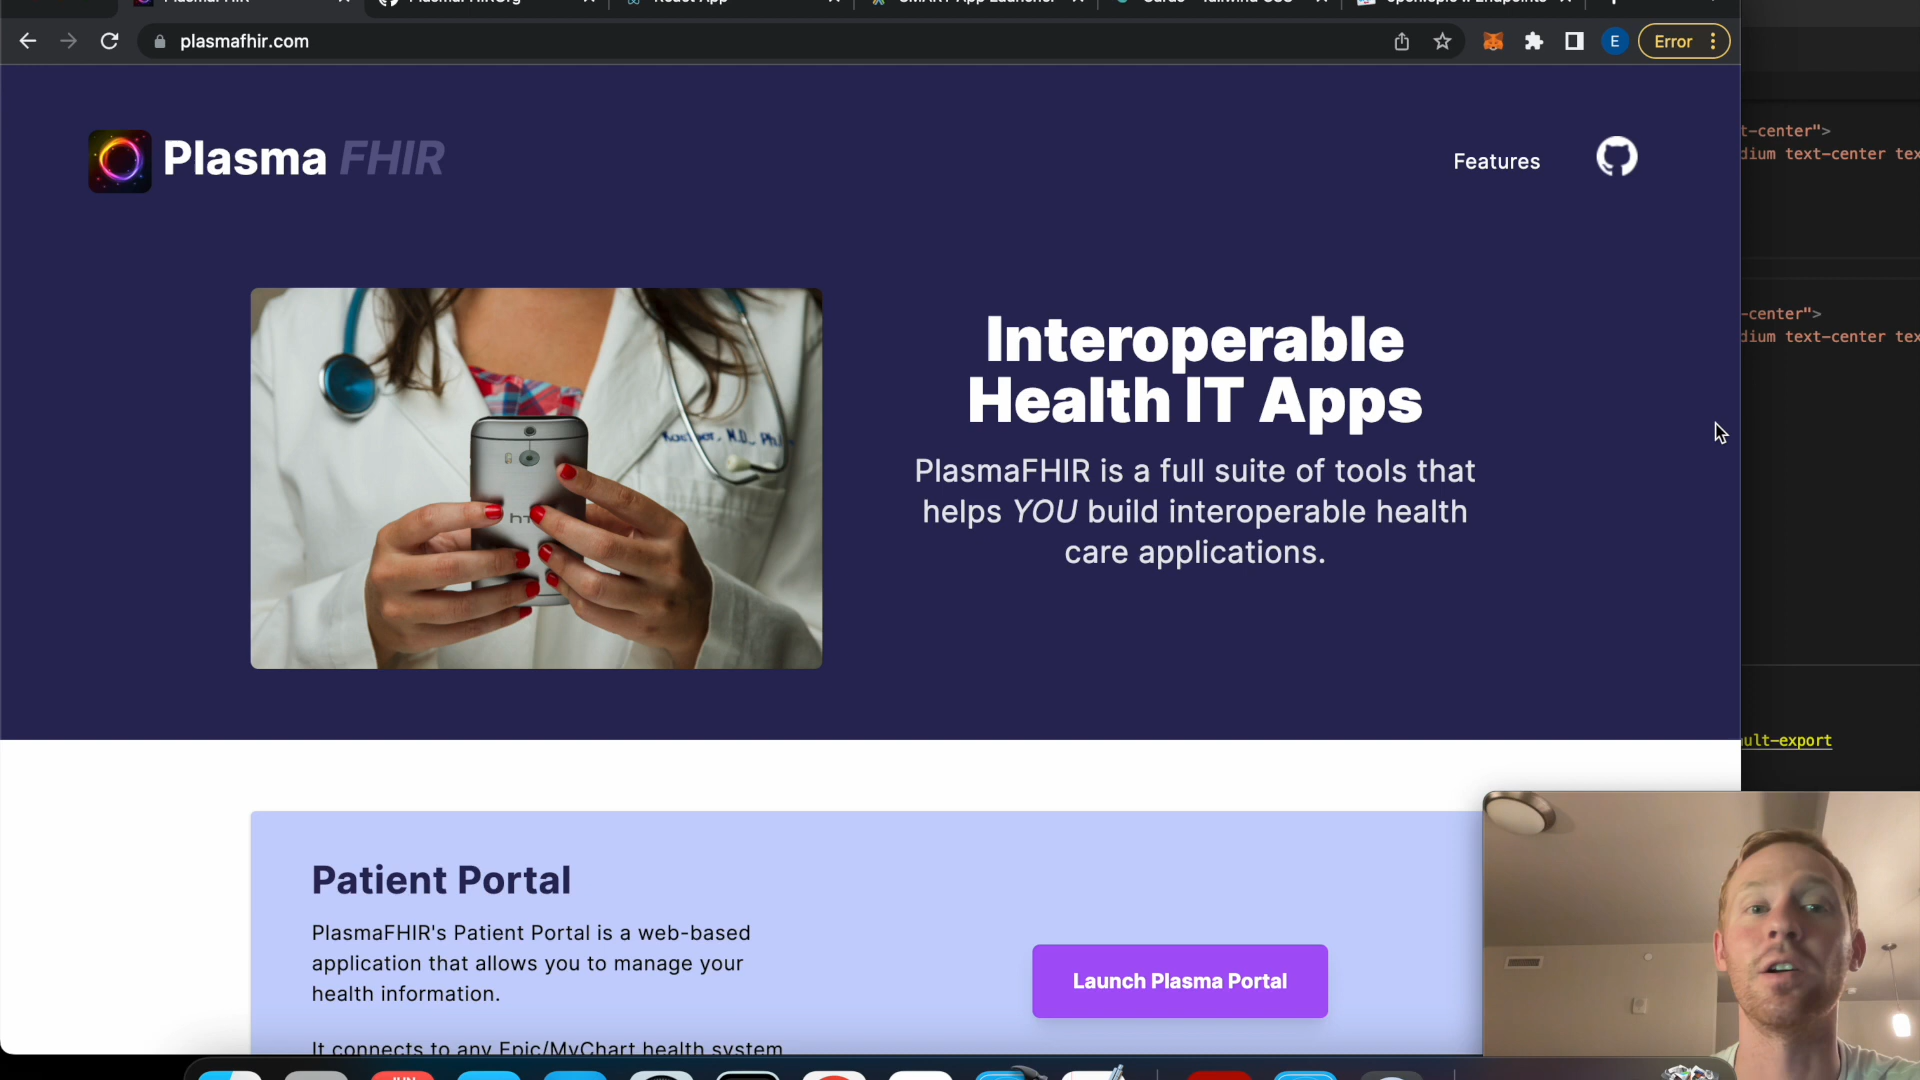 plasmafhir.com
Error
E
Plasma FHIR
Features
t-center">
dium text-center tex
-center">
dium text-center tex
Interoperable
Health IT Apps
PlasmaFHIR is a full suite of tools that
helps YOU build interoperable health
care applications.
ult-export
Patient Portal
PlasmaFHIR's Patient Portal is a web-based
application that allows you to manage your
health information.
Launch Plasma Portal
It connects to any Epic/MyChart health system